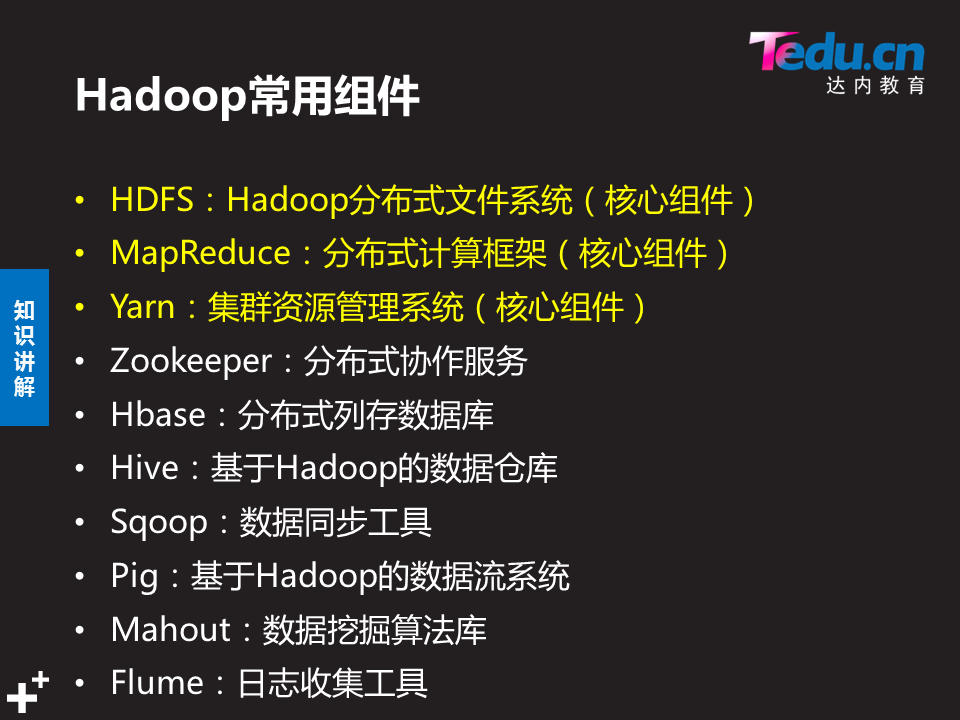 Tedu.cn
达内教育
Hadoop常用组件
• HDFS：Hadoop分布式文件系统（核心组件）
• MapReduce：分布式计算框架（核心组件）
• Yarn：集群资源管理系统（核心组件）
• Zookeeper：分布式协作服务
• Hbase：分布式列存数据库
• Hive：基于Hadoop的数据仓库
• Sqoop：数据同步工具
• Pig：基于Hadoop的数据流系统
• Mahout：数据挖掘算法库
• Flume：日志收集工具
知识讲解